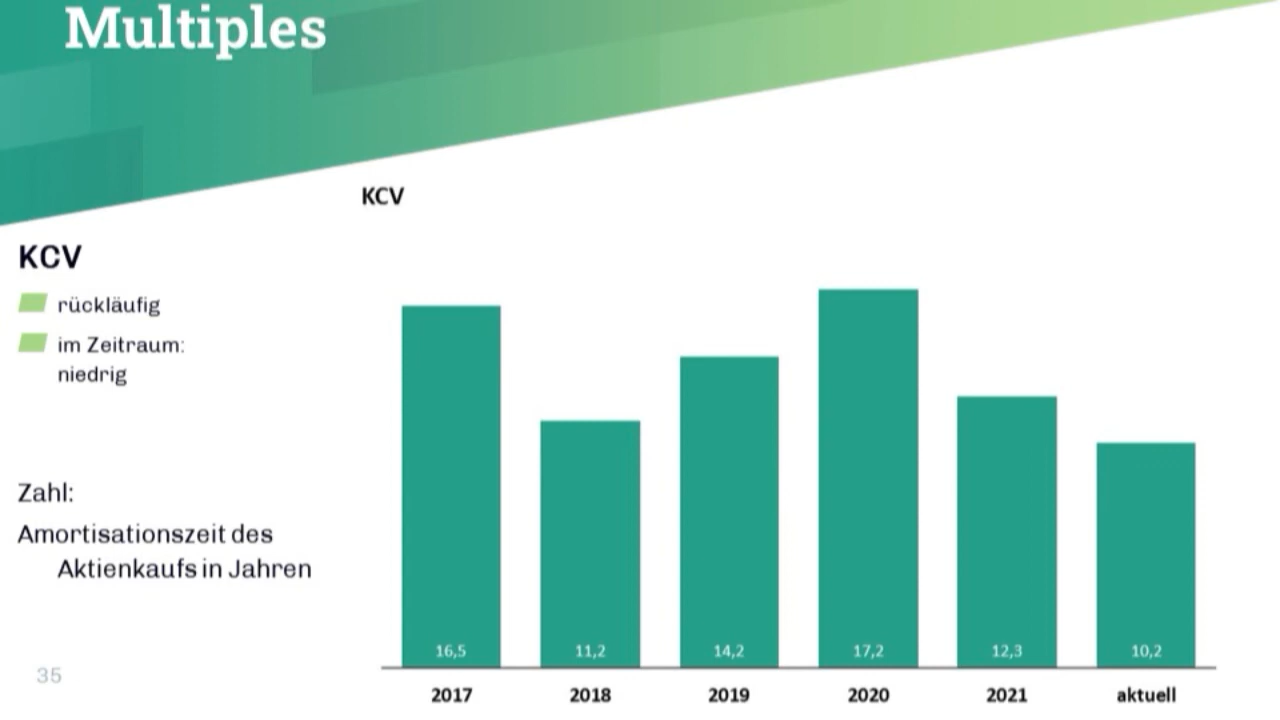 Multiples
KCV
KCV
rückläufig
im Zeitraum:
niedrig
Zahl:
Amortisationszeit des
Aktienkaufs in Jahren
35
16,5
11,2
14,2
17,2
12,3
10,2
2017
2018
2019
2020
2021
aktuell